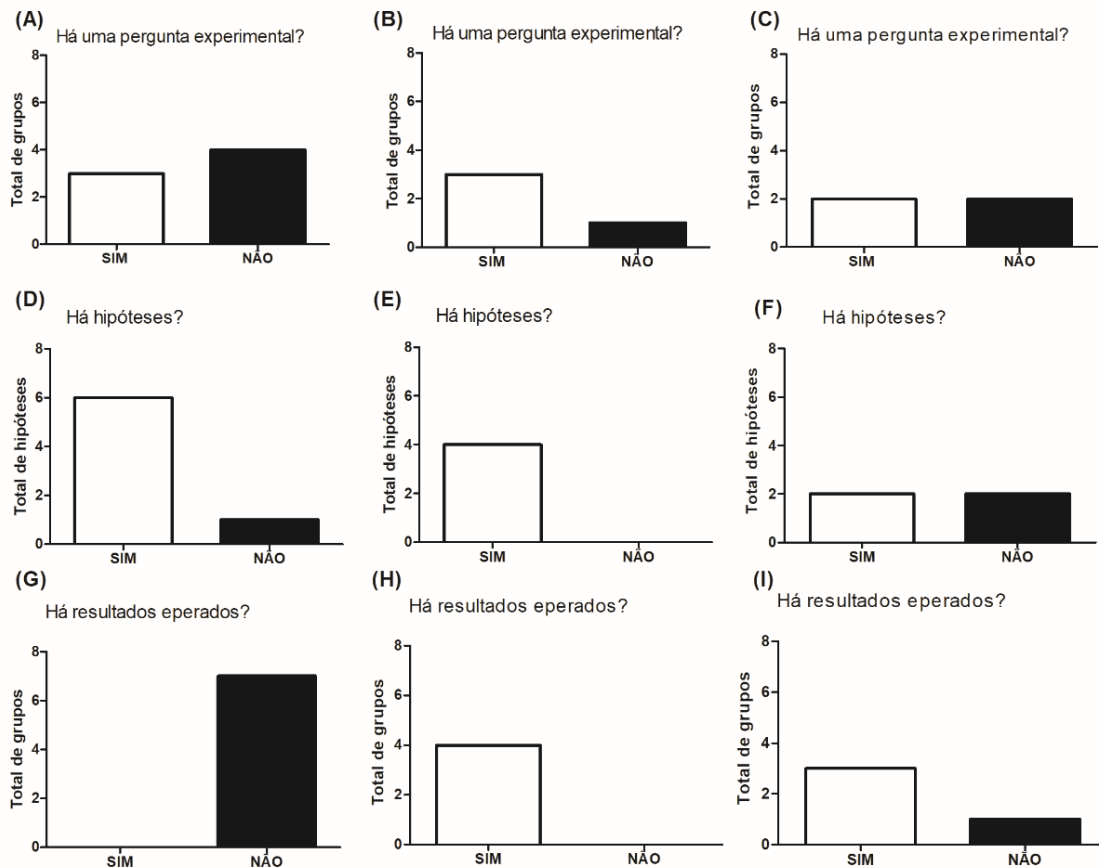 (A)
Há uma pergunta experimental?
Total de grupos
8
6
4
2
0
SIM NÃO
(B)
Há uma pergunta experimental?
Total de grupos
8
6
4
2
0
SIM NÃO
(C)
Há uma pergunta experimental?
Total de grupos
8
6
4
2
0
SIM NÃO
(D)
Há hipóteses?
Total de hipóteses
8
6
4
2
0
SIM NÃO
(E)
Há hipóteses?
Total de hipóteses
8
6
4
2
0
SIM NÃO
(F)
Há hipóteses?
Total de hipóteses
8
6
4
2
0
SIM NÃO
(G)
Há resultados eperados?
Total de grupos
8
6
4
2
0
SIM NÃO
(H)
Há resultados eperados?
Total de grupos
8
6
4
2
0
SIM NÃO
(I)
Há resultados eperados?
Total de grupos
8
6
4
2
0
SIM NÃO